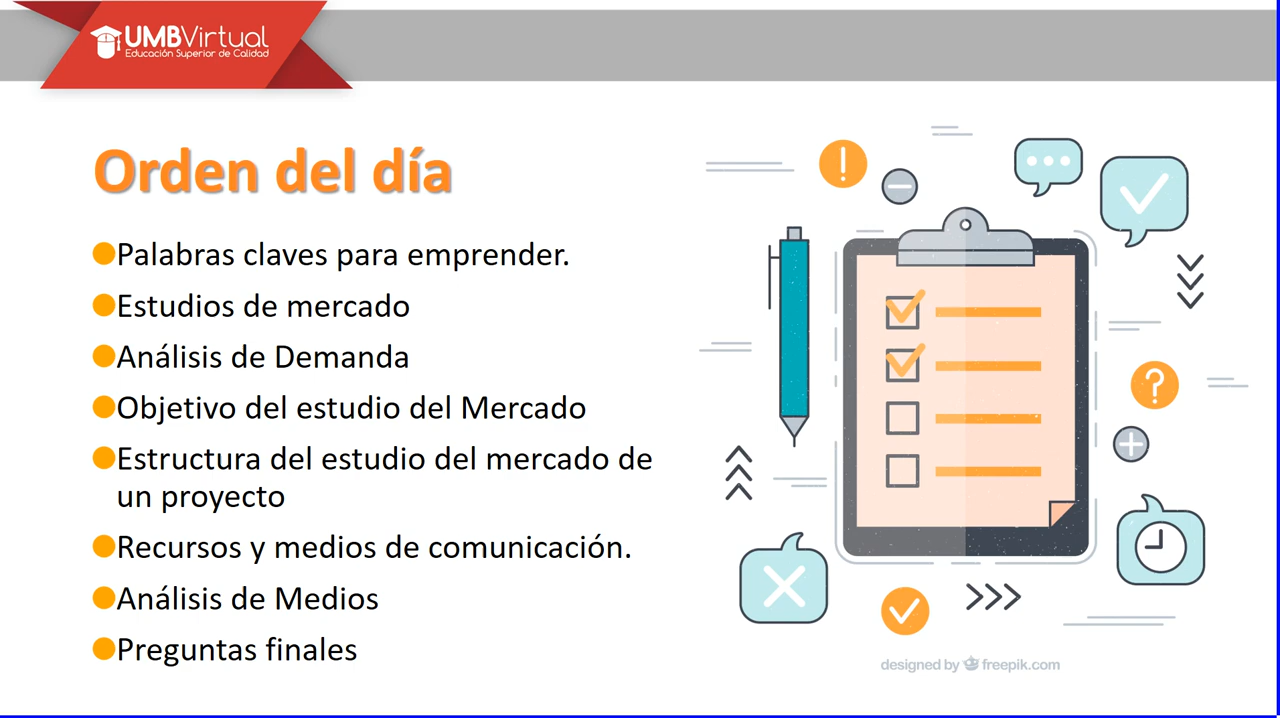 UMBVirtual
Educación Superior de Calidad
Orden del día
Palabras claves para emprender.
Estudios de mercado
Análisis de Demanda
Objetivo del estudio del Mercado
Estructura del estudio del mercado de
un proyecto
Recursos y medios de comunicación.
Análisis de Medios
Preguntas finales
designed by freepik.com